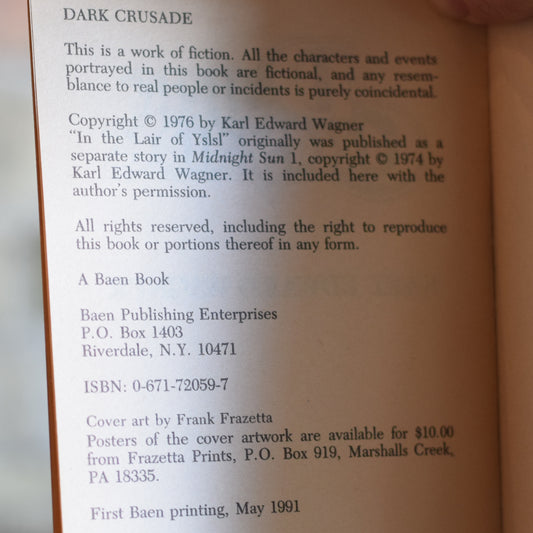 DARK CRUSADE
This is a work of fiction. All the characters and events
portrayed in this book are fictional, and any resem-
blance to real people or incidents is purely coincidental.
Copyright © 1976 by Karl Edward Wagner
"In the Lair of Yslsl" originally was published as a
separate story in Midnight Sun 1, copyright © 1974 by
Karl Edward Wagner. It is included here with the
author's permission.
All rights reserved, including the right to reproduce
this book or portions thereof in any form.
A Baen Book
Baen Publishing Enterprises
P.O. Box 1403
Riverdale, N.Y. 10471
ISBN: 0-671-72059-7
Cover art by Frank Frazetta
Posters of the cover artwork are available for $10.00
from Frazetta Prints, P.O. Box 919, Marshalls Creek,
PA 18335.
First Baen printing, May 1991